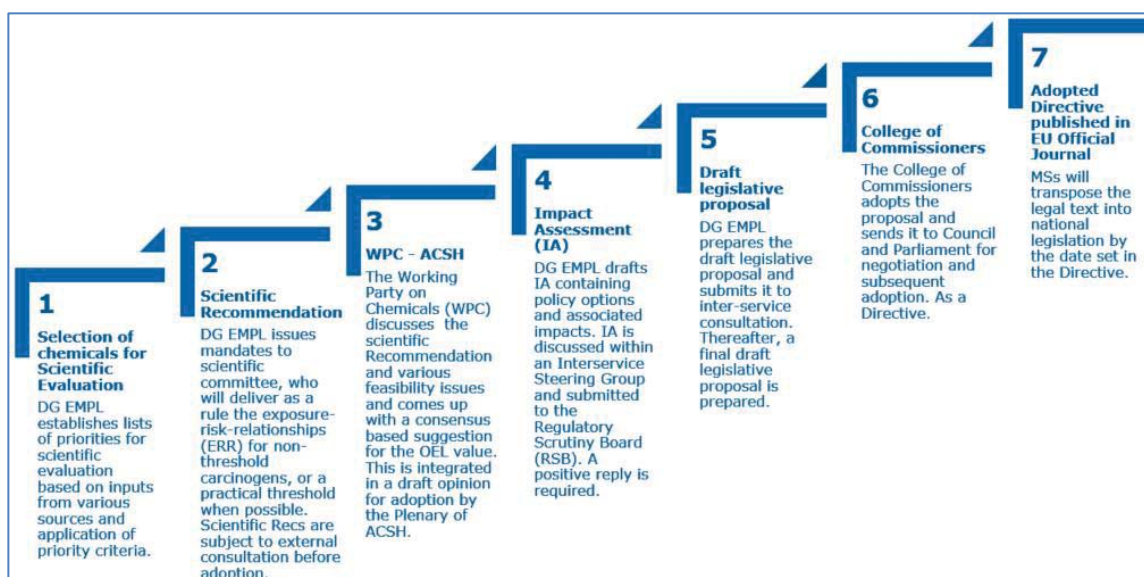 1
Selection of
chemicals for
Scientific
Evaluation
DG EMPL
establishes lists
of priorities for
scientific
evaluation
based on inputs
from various
sources and
application of
priority criteria.
2
Scientific
Recommendation
DG EMPL issues
mandates to
scientific
committee, who
will deliver as a
rule the exposure-
risk-relationships
(ERR) for non-
threshold
carcinogens, or a
practical threshold
when possible.
Scientific Recs are
subject to external
consultation before
adoption.
3
WPC - ACSH
The Working
Party on
Chemicals (WPC)
discusses the
scientific
Recommendation
and various
feasibility issues
and comes up
with a consensus
based suggestion
for the OEL value.
This is integrated
in a draft opinion
for adoption by
the Plenary of
ACSH.
4
Impact
Assessment
(IA)
DG EMPL drafts
IA containing
policy options
and associated
impacts. IA is
discussed within
an Interservice
Steering Group
and submitted
to the
Regulatory
Scrutiny Board
(RSB). A
positive reply is
required.
5
Draft
legislative
proposal
DG EMPL
prepares the
draft legislative
proposal and
submits it to
inter-service
consultation.
Thereafter, a
final draft
legislative
proposal is
prepared.
6
College of
Commissioners
The College of
Commissioners
adopts the
proposal and
sends it to Council
and Parliament for
negotiation and
subsequent
adoption. As a
Directive.
7
Adopted
Directive
published in
EU Official
Journal
MSs will
transpose the
legal text into
national
legislation by
the date set in
the Directive.